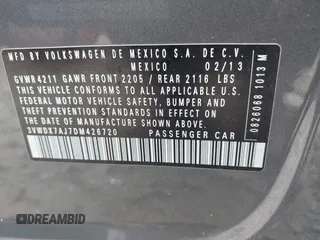 MFD BY VOLKSWAGEN DE MEXICO S.A. DE C.V.
MEXICO 02/13
GVWR4211 GAWR FRONT 2205 / REAR 2116 LBS
THIS VEHICLE CONFORMS TO ALL APPLICABLE U.S.
FEDERAL MOTOR VEHICLE SAFETY, BUMPER AND
THEFT PREVENTION STANDARDS IN EFFECT ON THE
DATE OF MANUFACTURE SHOWN ABOVE
3VWDX7AJ7DM426720 PASSENGER CAR
0826068 1013 M
DREAMBID